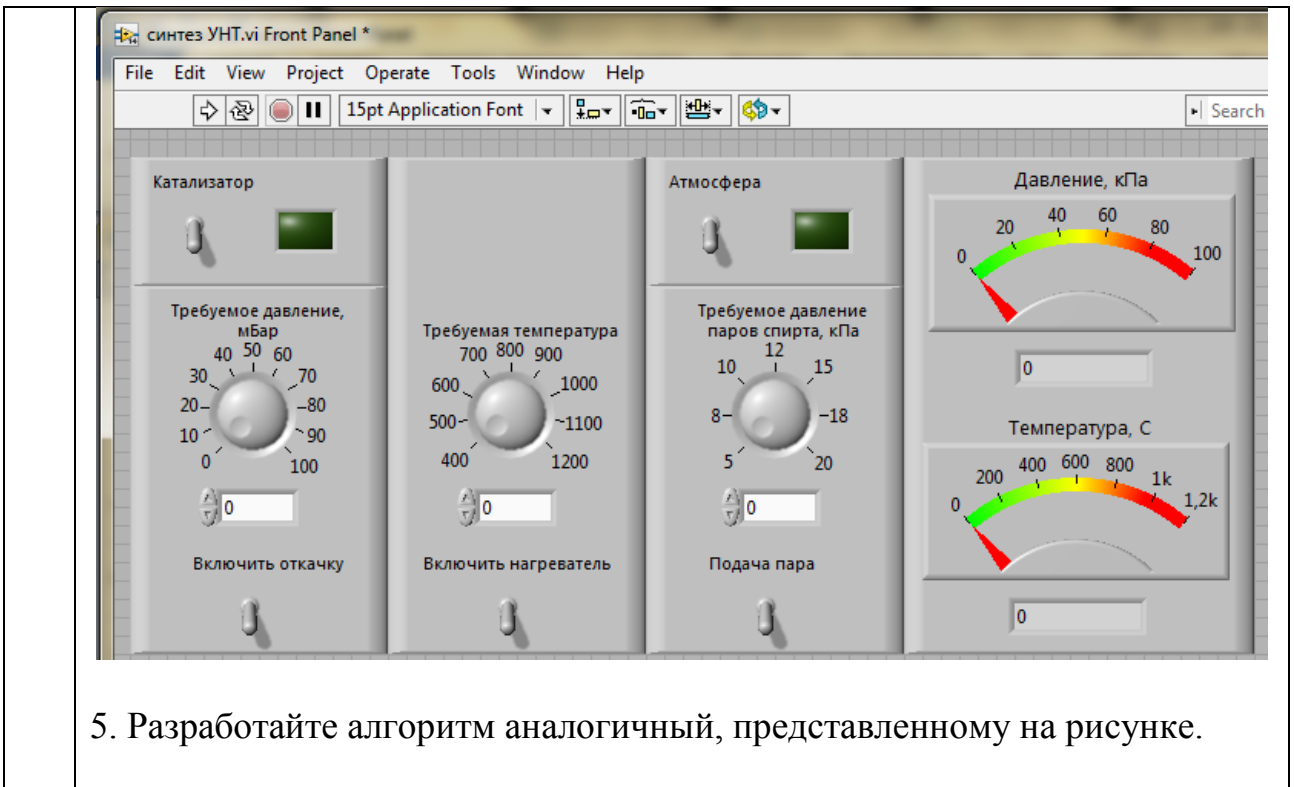 синтез УНТ.vi Front Panel *
File Edit View Project Operate Tools Window Help
15pt Application Font
Search
Катализатор
Требуемое давление,
мБар
0 10 20 30 40 50 60 70 80 90 100
0
Включить откачку
Требуемая температура
400 500 600 700 800 900 1000 1100 1200
0
Включить нагреватель
Атмосфера
Требуемое давление
паров спирта, кПа
5 8 10 12 15 18 20
0
Подача пара
Давление, кПа
0 20 40 60 80 100
0
Температура, С
0 200 400 600 800 1k 1,2k
0
5. Разработайте алгоритм аналогичный, представленному на рисунке.